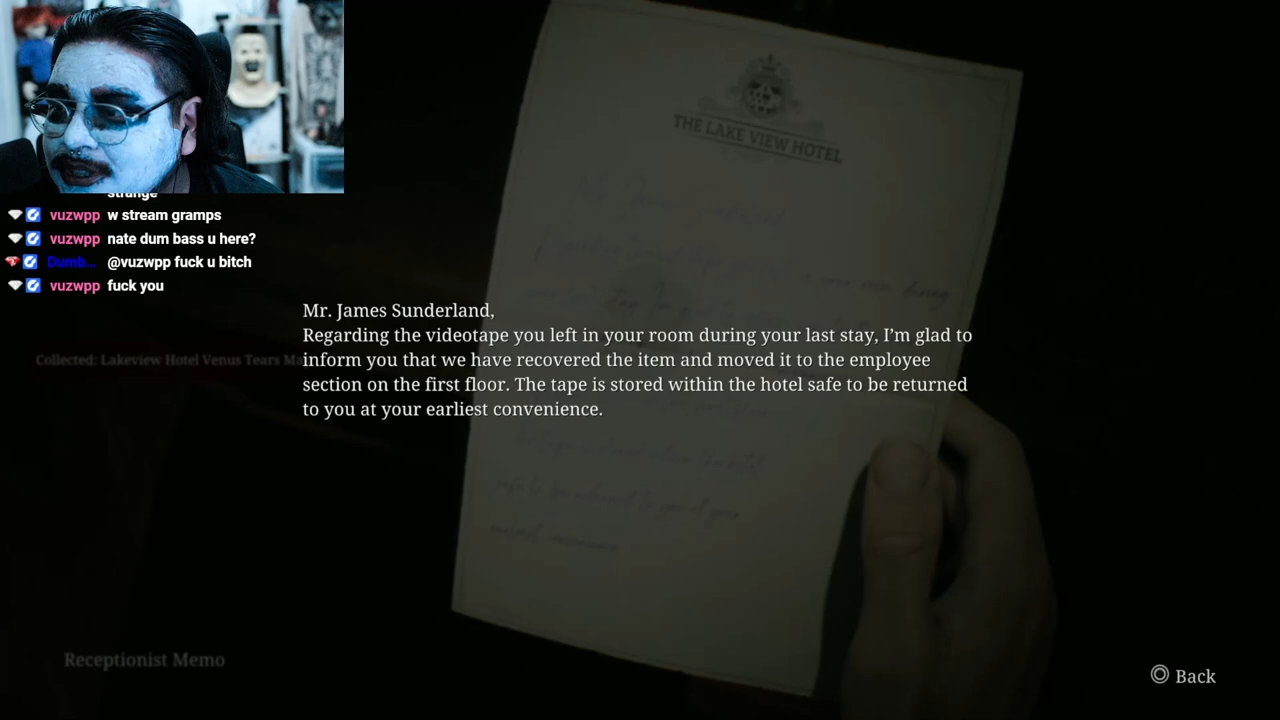 strange
vuzwpp w stream gramps
vuzwpp nate dum bass u here?
Dumb... @vuzwpp fuck u bitch
vuzwpp fuck you
THE LAKE VIEW HOTEL
Mr. James Sunderland,
Regarding the videotape you left in your room during your last stay, I'm glad to
inform you that we have recovered the item and moved it to the employee
section on the first floor. The tape is stored within the hotel safe to be returned
to you at your earliest convenience.
Collected: Lakeview Hotel Venus Tears
Receptionist Memo
Back